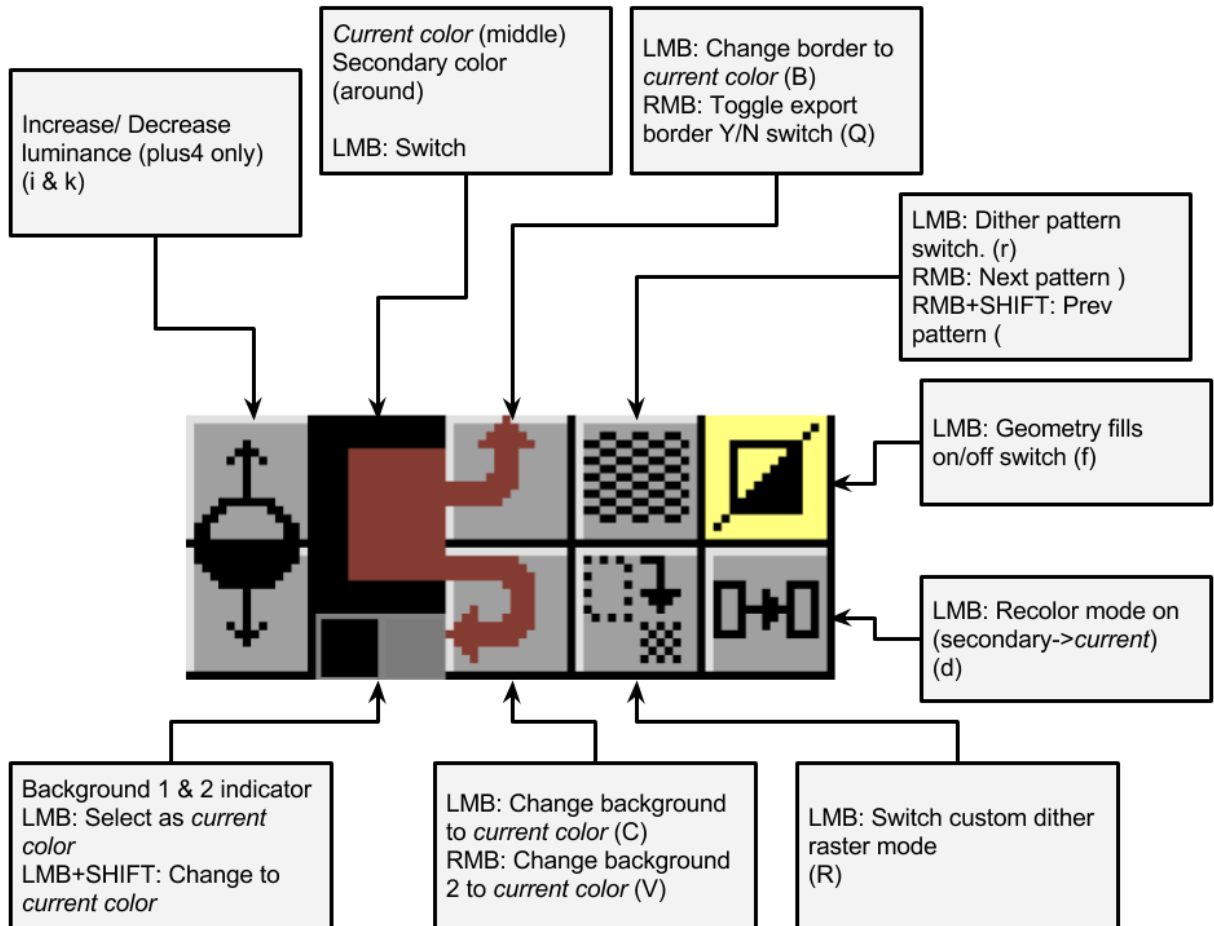 Current color (middle)
Secondary color
(around)
LMB: Switch
LMB: Change border to
current color (B)
RMB: Toggle export
border Y/N switch (Q)
Increase/ Decrease
luminance (plus4 only)
(i & k)
LMB: Dither pattern
switch. (r)
RMB: Next pattern )
RMB+SHIFT: Prev
pattern (
LMB: Geometry fills
on/off switch (f)
LMB: Recolor mode on
(secondary->current)
(d)
Background 1 & 2 indicator
LMB: Select as current
color
LMB+SHIFT: Change to
current color
LMB: Change background
to current color (C)
RMB: Change background
2 to current color (V)
LMB: Switch custom dither
raster mode
(R)